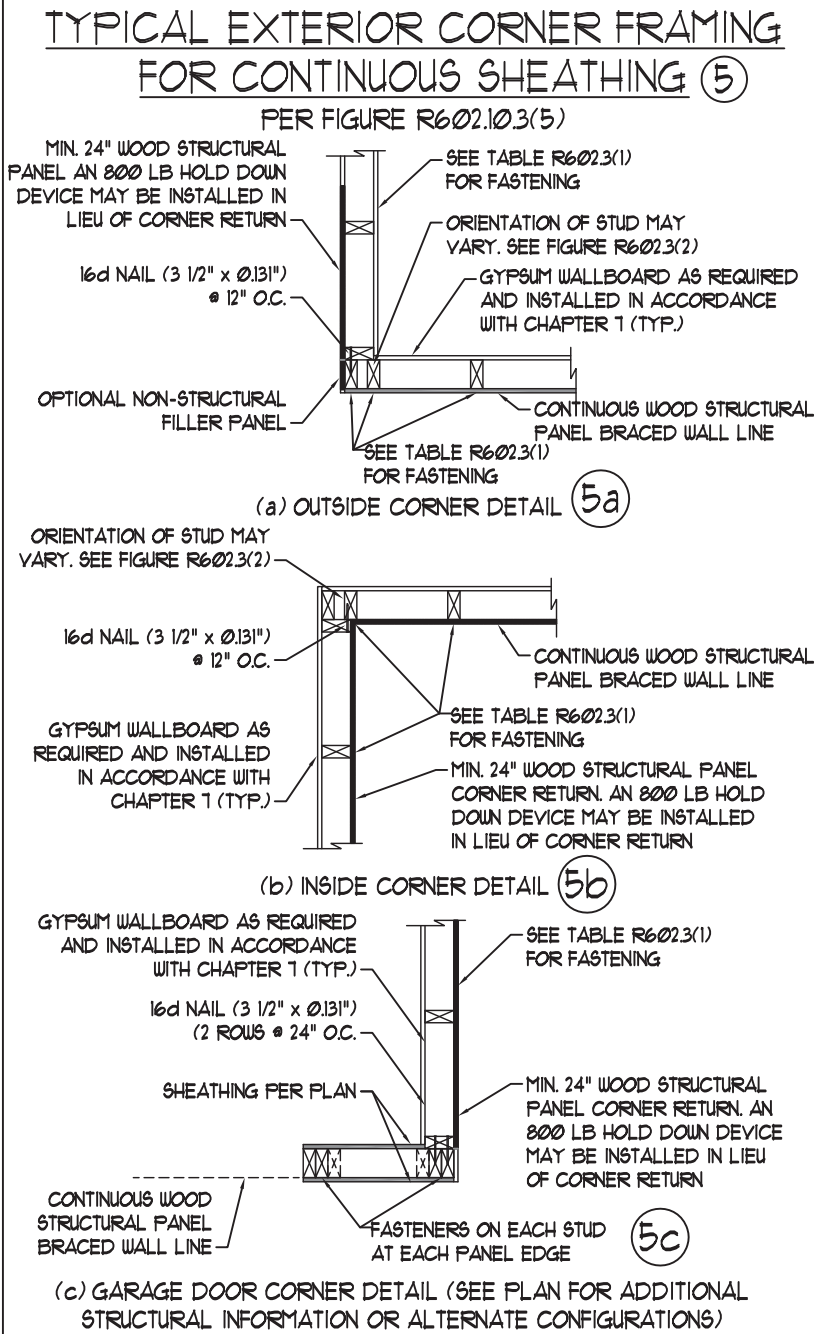 TYPICAL EXTERIOR CORNER FRAMING
FOR CONTINUOUS SHEATHING 5
PER FIGURE R602.10.3(5)
MIN. 24" WOOD STRUCTURAL
PANEL AN 800 LB HOLD DOWN
DEVICE MAY BE INSTALLED IN
LIEU OF CORNER RETURN
16d NAIL (3 1/2" x 0.131")
@ 12" O.C.
OPTIONAL NON-STRUCTURAL
FILLER PANEL
SEE TABLE R602.3(1)
FOR FASTENING
ORIENTATION OF STUD MAY
VARY. SEE FIGURE R602.3(2)
GYPSUM WALLBOARD AS REQUIRED
AND INSTALLED IN ACCORDANCE
WITH CHAPTER 7 (TYP.)
CONTINUOUS WOOD STRUCTURAL
PANEL BRACED WALL LINE
SEE TABLE R602.3(1)
FOR FASTENING
(a) OUTSIDE CORNER DETAIL 5a
ORIENTATION OF STUD MAY
VARY. SEE FIGURE R602.3(2)
16d NAIL (3 1/2" x 0.131")
@ 12" O.C.
GYPSUM WALLBOARD AS
REQUIRED AND INSTALLED
IN ACCORDANCE WITH
CHAPTER 7 (TYP.)
CONTINUOUS WOOD STRUCTURAL
PANEL BRACED WALL LINE
SEE TABLE R602.3(1)
FOR FASTENING
MIN. 24" WOOD STRUCTURAL PANEL
CORNER RETURN. AN 800 LB HOLD
DOWN DEVICE MAY BE INSTALLED
IN LIEU OF CORNER RETURN
(b) INSIDE CORNER DETAIL 5b
GYPSUM WALLBOARD AS REQUIRED
AND INSTALLED IN ACCORDANCE
WITH CHAPTER 7 (TYP.)
16d NAIL (3 1/2" x 0.131")
(2 ROWS @ 24" O.C.
SHEATHING PER PLAN
CONTINUOUS WOOD
STRUCTURAL PANEL
BRACED WALL LINE
SEE TABLE R602.3(1)
FOR FASTENING
MIN. 24" WOOD STRUCTURAL
PANEL CORNER RETURN. AN
800 LB HOLD DOWN DEVICE
MAY BE INSTALLED IN LIEU
OF CORNER RETURN
FASTENERS ON EACH STUD
AT EACH PANEL EDGE
5c
(c) GARAGE DOOR CORNER DETAIL (SEE PLAN FOR ADDITIONAL
STRUCTURAL INFORMATION OR ALTERNATE CONFIGURATIONS)